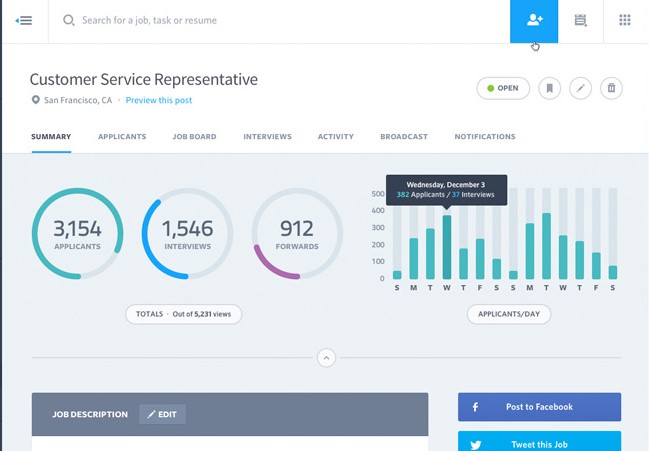 Search for a job, task or resume
Customer Service Representative
San Francisco, CA · Preview this post
OPEN
SUMMARY APPLICANTS JOB BOARD INTERVIEWS ACTIVITY BROADCAST NOTIFICATIONS
3,154
APPLICANTS
1,546
INTERVIEWS
912
FORWARDS
TOTALS · Out of 5,231 views
Wednesday, December 3
382 Applicants / 37 Interviews
500
400
300
200
100
0
S M T W T F S S M T W T F S
APPLICANTS/DAY
JOB DESCRIPTION EDIT
Post to Facebook
Tweet this Job